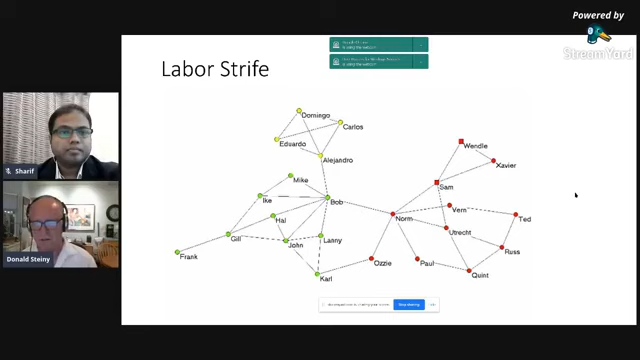 Powered by
StreamYard
Labor Strife
Domingo
Carlos
Eduardo
Alejandro
Wendle
Xavier
Mike
Sam
Ike
Bob
Vern
Hal
Norm
Ted
Utrecht
Gill
John
Lanny
Russ
Frank
Ozzie
Paul
Quint
Karl
Sharif
Donald Steiny
Stop sharing